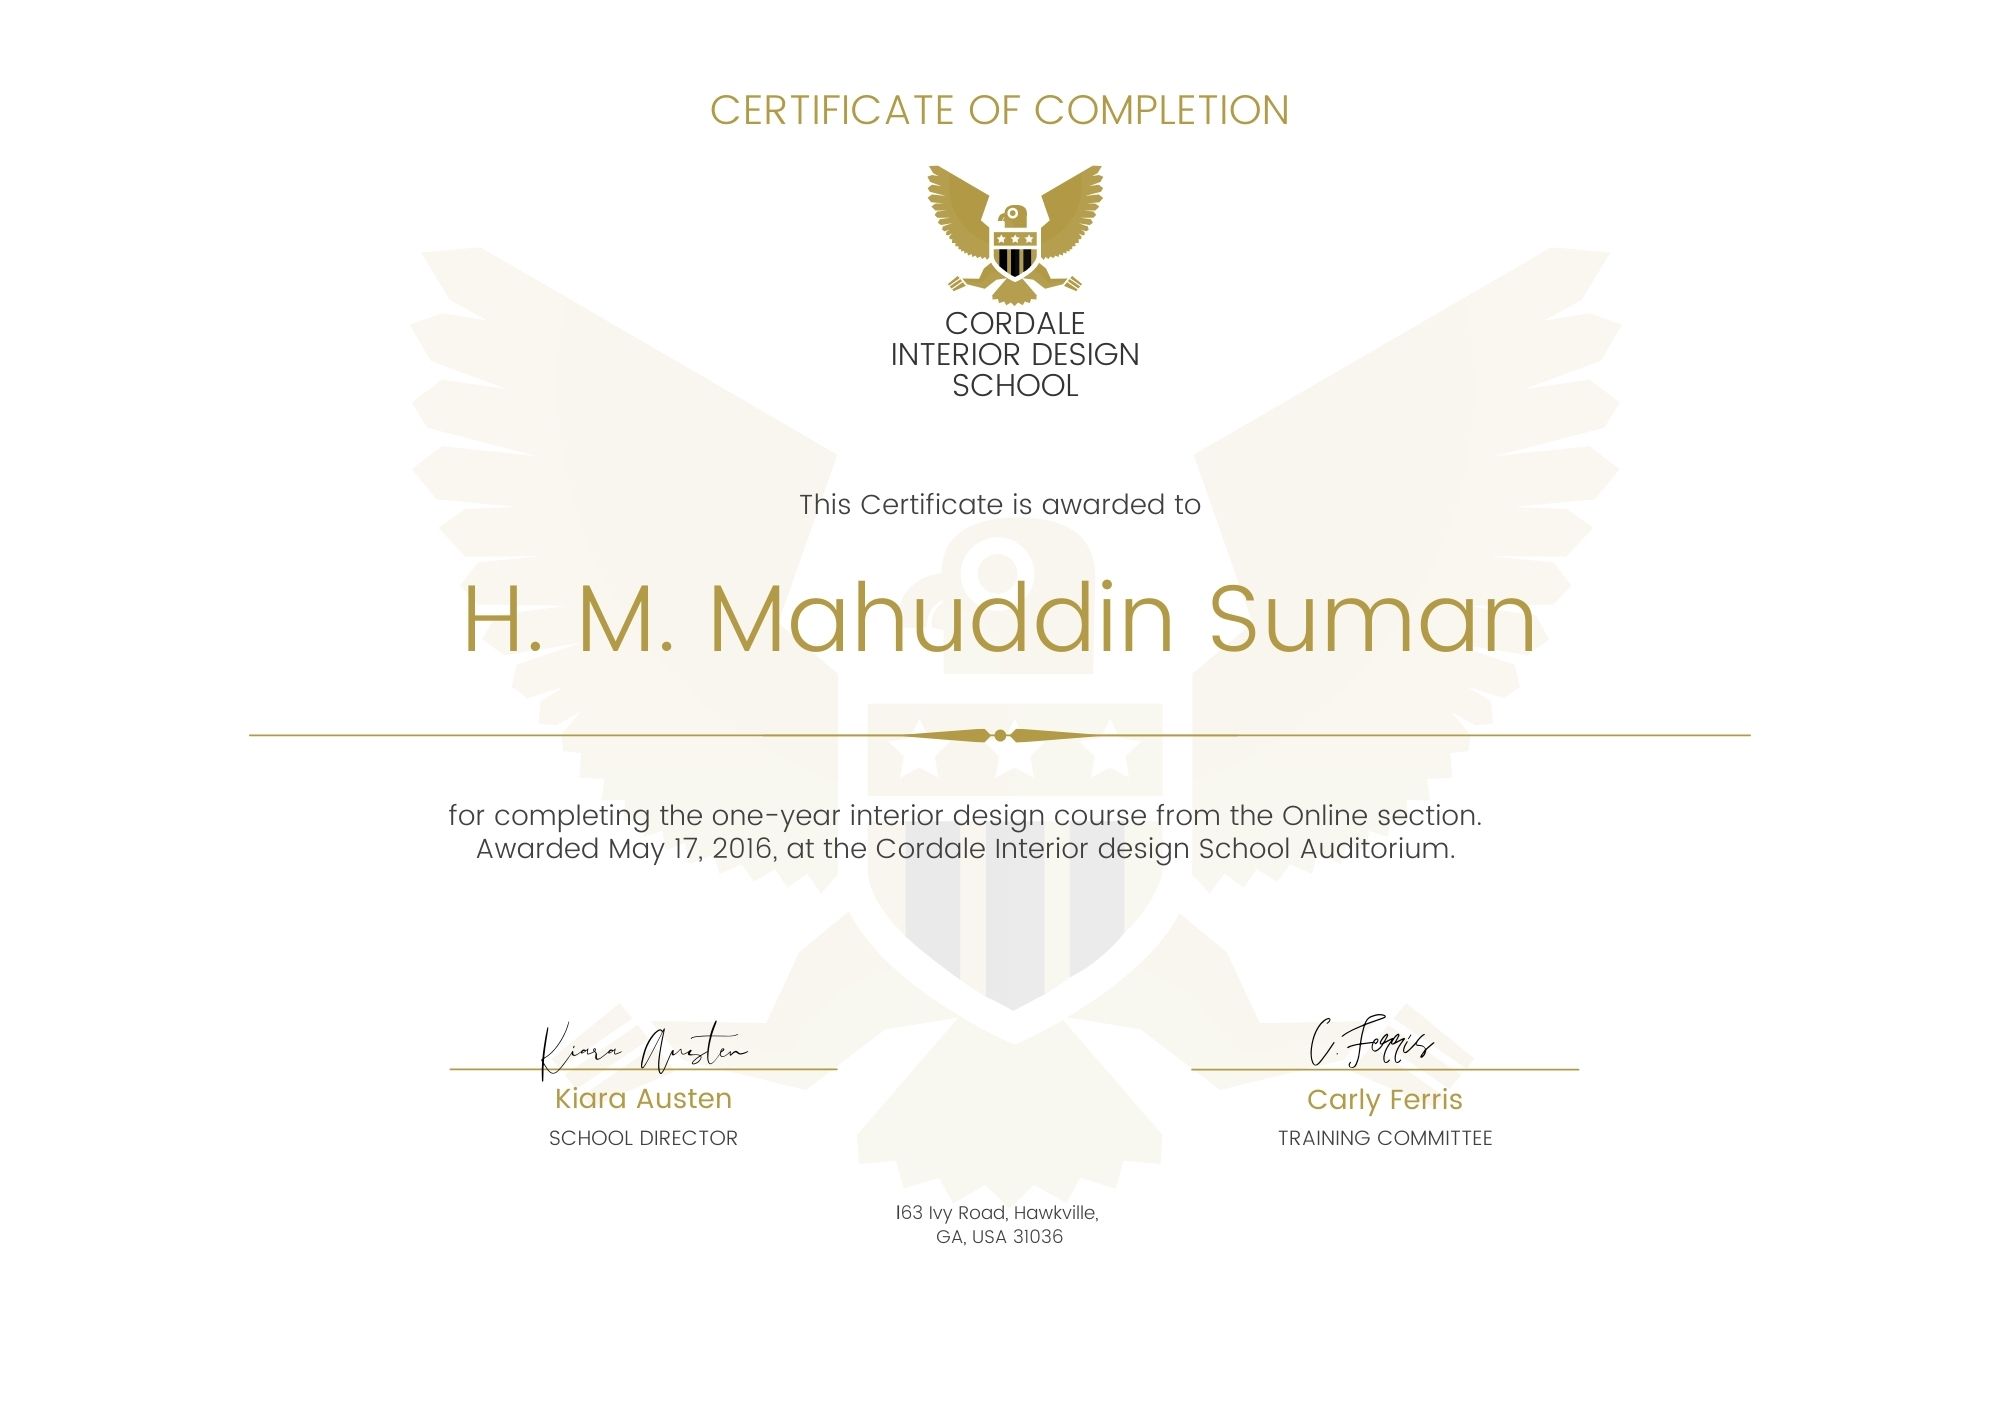 CERTIFICATE OF COMPLETION
CORDALE
INTERIOR DESIGN
SCHOOL
This Certificate is awarded to
H. M. Mahuddin Suman
for completing the one-year interior design course from the Online section.
Awarded May 17, 2016, at the Cordale Interior design School Auditorium.
Kiara Austen
C. Ferris
Kiara Austen
Carly Ferris
SCHOOL DIRECTOR
TRAINING COMMITTEE
163 Ivy Road, Hawkville,
GA, USA 31036